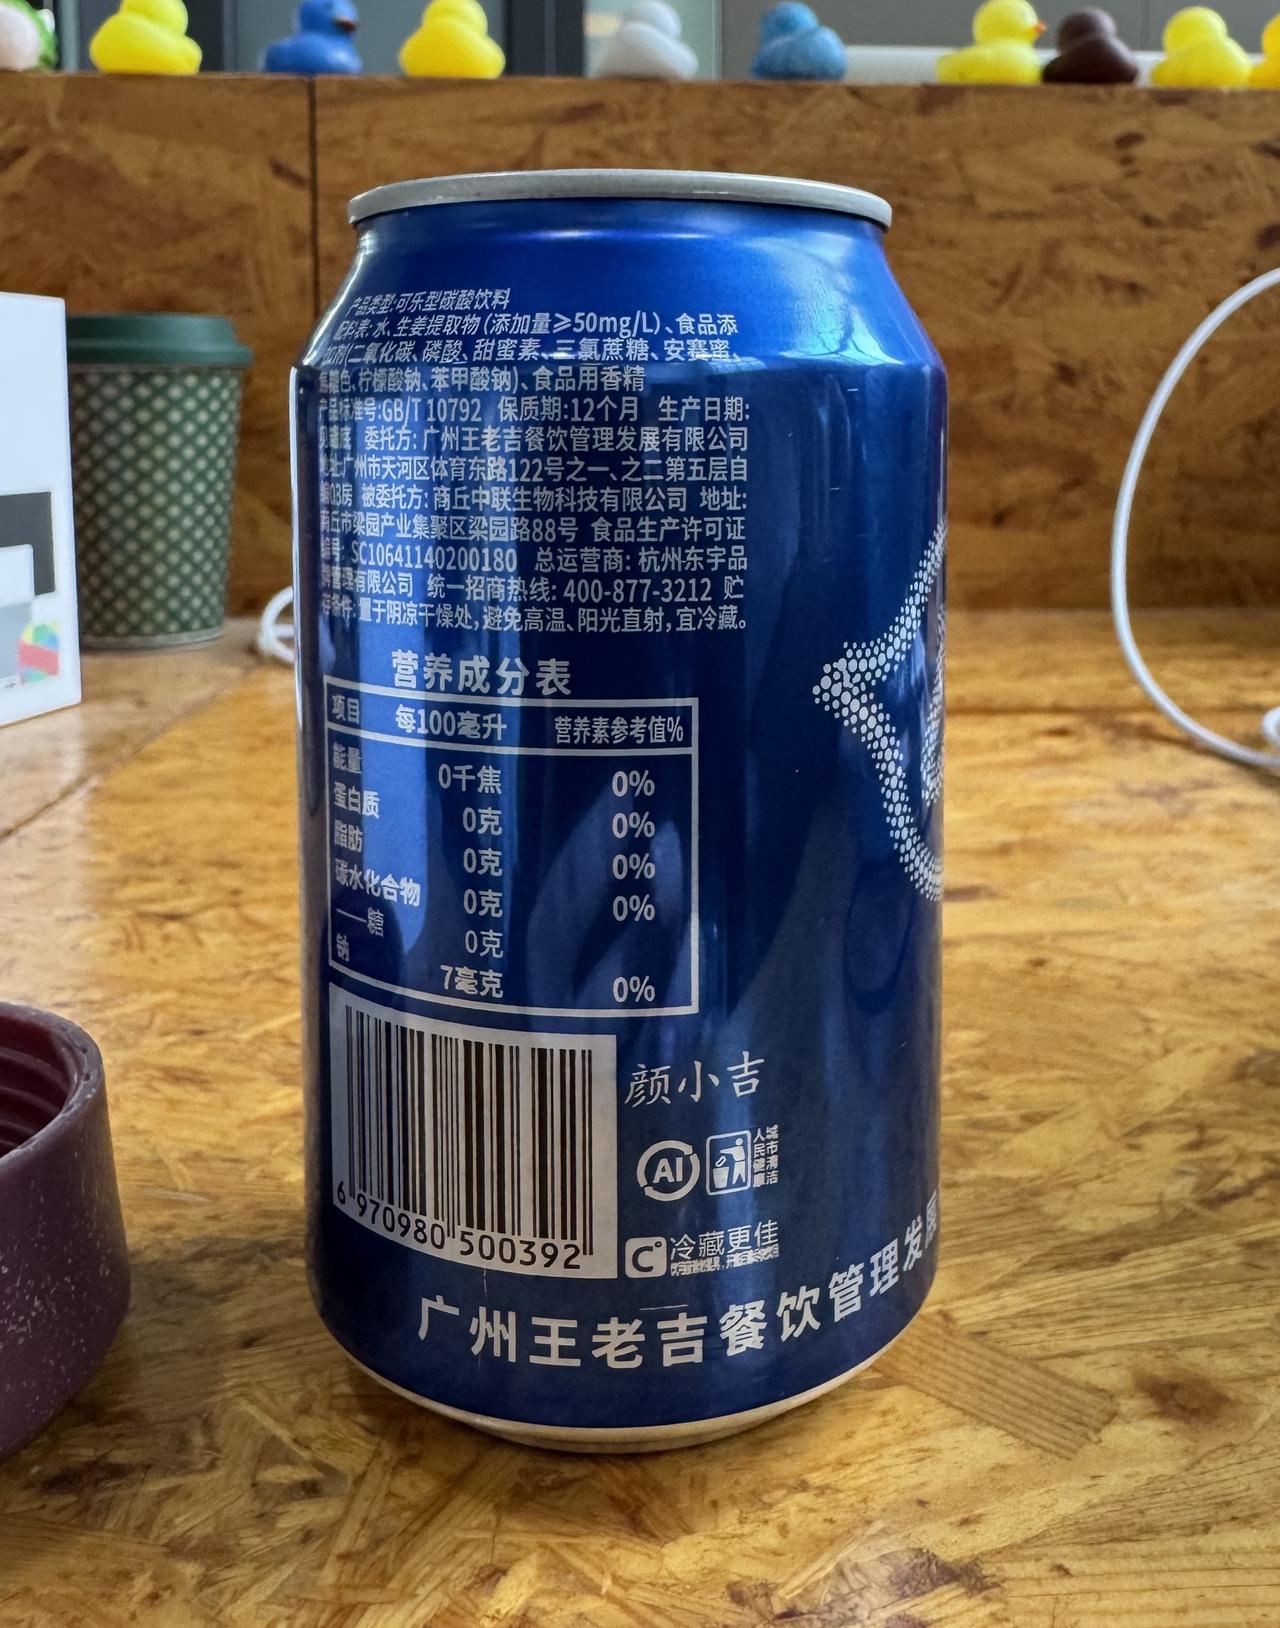 产品类型:可乐型碳酸饮料
配料表:水、生姜提取物(添加量≥50mg/L)、食品添
加剂(二氧化碳、磷酸、甜蜜素、三氯蔗糖、安赛蜜、
焦糖色、柠檬酸钠、苯甲酸钠)、食品用香精
产品标准号:GB/T 10792 保质期:12个月 生产日期:
见罐底 委托方: 广州王老吉餐饮管理发展有限公司
地址:广州市天河区体育东路122号之一、之二第五层自
编03房 被委托方: 商丘中联生物科技有限公司 地址:
商丘市梁园产业集聚区梁园路88号 食品生产许可证
编号: SC10641140200180 总运营商: 杭州东宇品
牌管理有限公司 统一招商热线: 400-877-3212 贮
存条件: 置于阴凉干燥处,避免高温、阳光直射,宜冷藏。
营养成分表
项目 每100毫升 营养素参考值%
能量 0千焦 0%
蛋白质 0克 0%
脂肪 0克 0%
碳水化合物 0克 0%
——糖 0克
钠 7毫克 0%
6 970980 500392
颜小吉
Al
人民健康
城市清洁
C° 冷藏更佳
广州王老吉餐饮管理发展